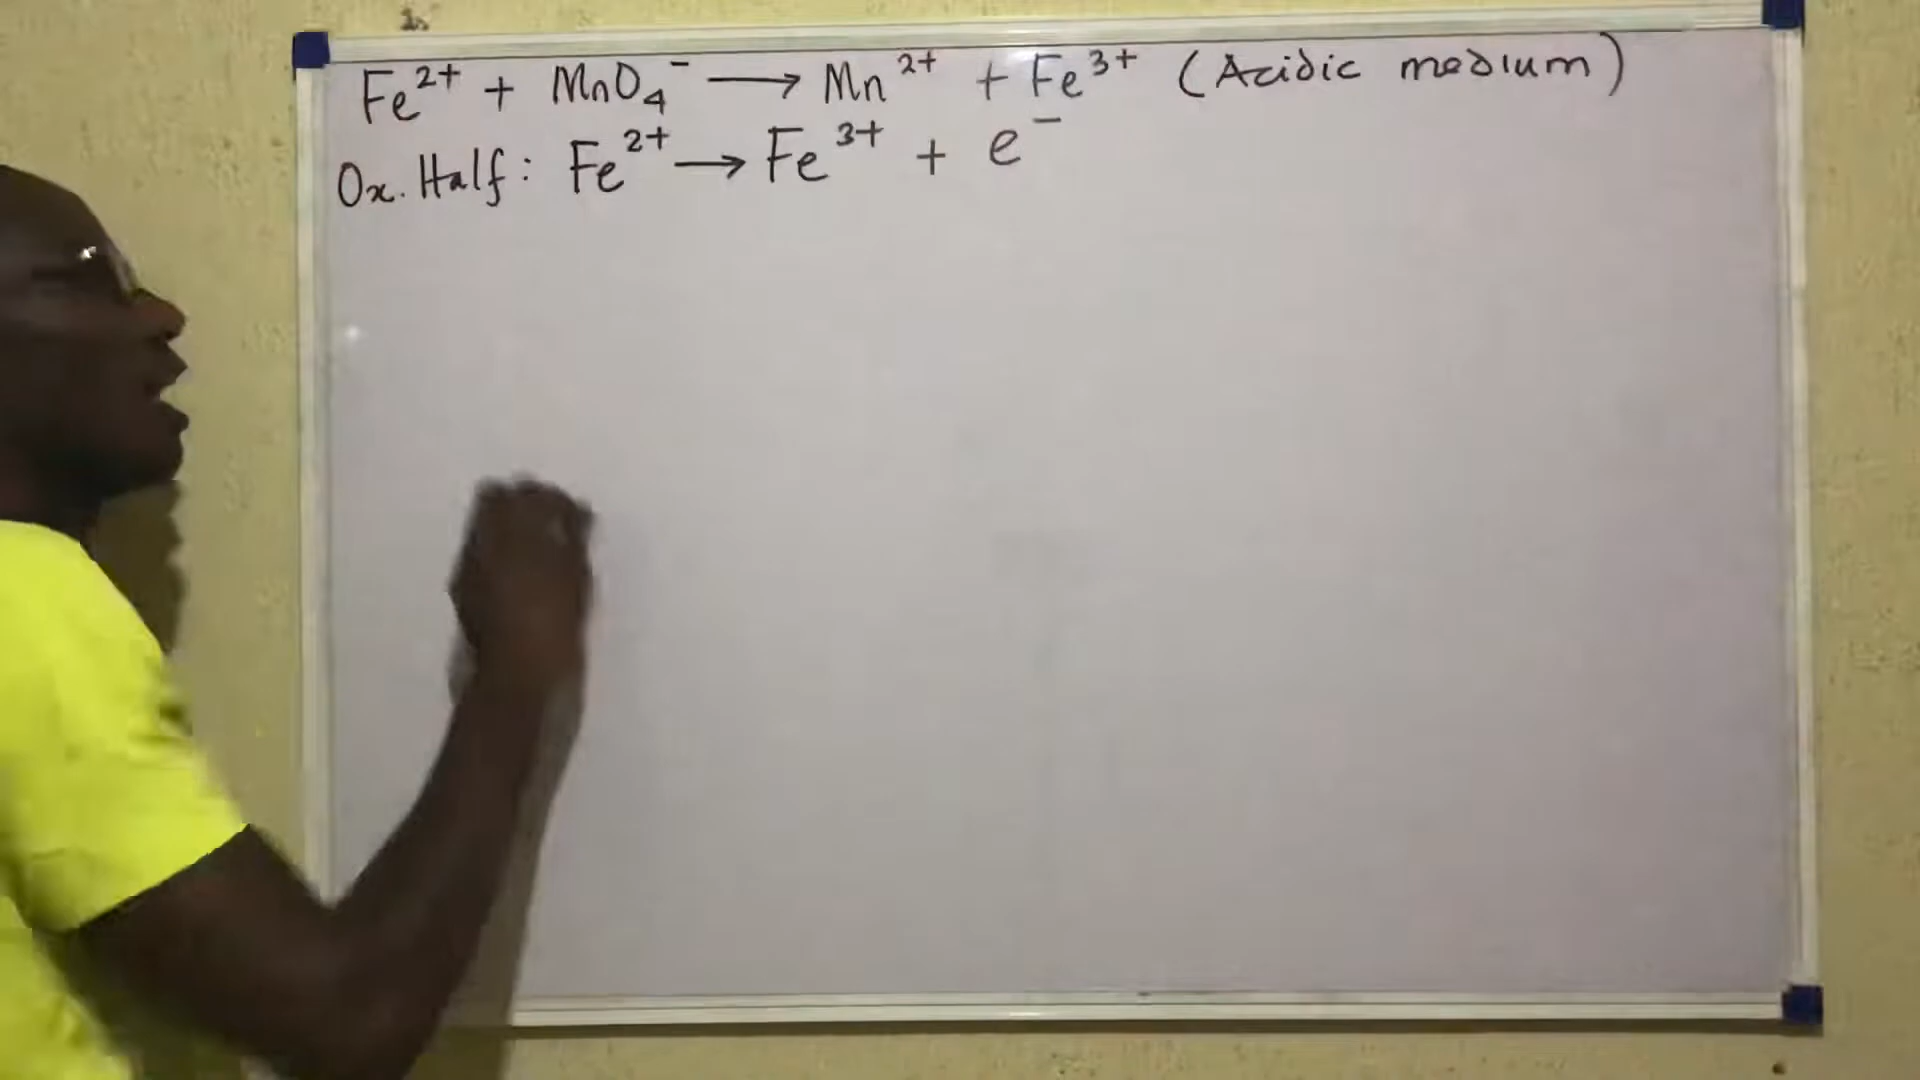 Fe²⁺ + MnO₄⁻ ⟶ Mn²⁺ + Fe³⁺ (Acidic medium)
Ox. Half: Fe²⁺ ⟶ Fe³⁺ + e⁻